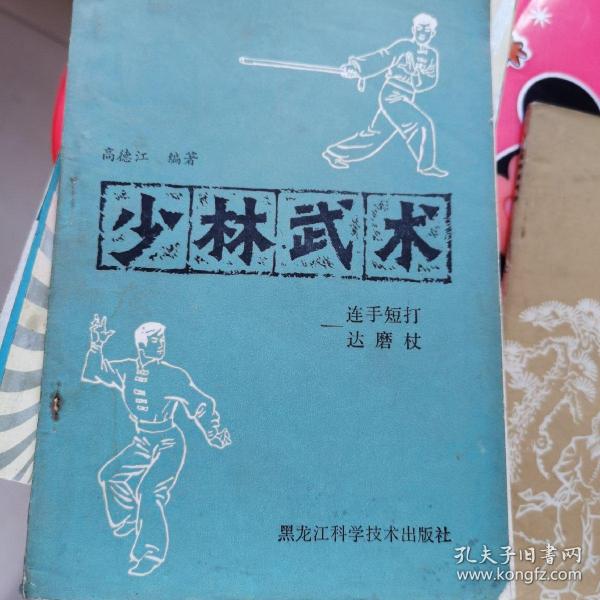 高德江 编著
少林武术
—连手短打
达磨杖
黑龙江科学技术出版社
孔夫子旧书网
www.kongfz.com